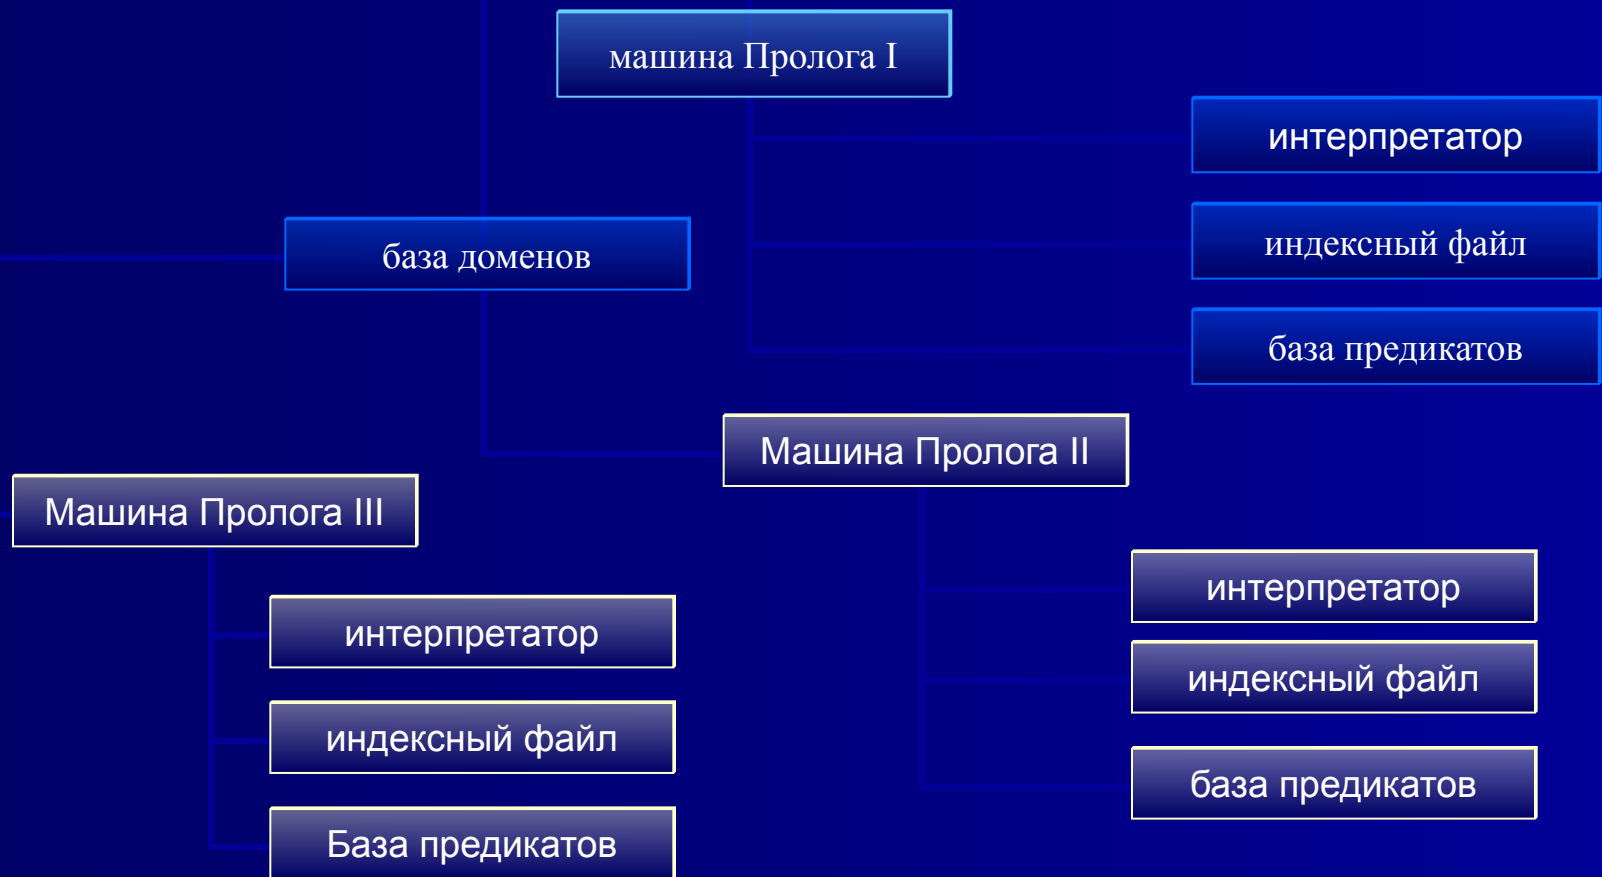 машина Пролога I
интерпретатор
индексный файл
база доменов
база предикатов
Машина Пролога II
Машина Пролога III
интерпретатор
интерпретатор
индексный файл
индексный файл
база предикатов
База предикатов